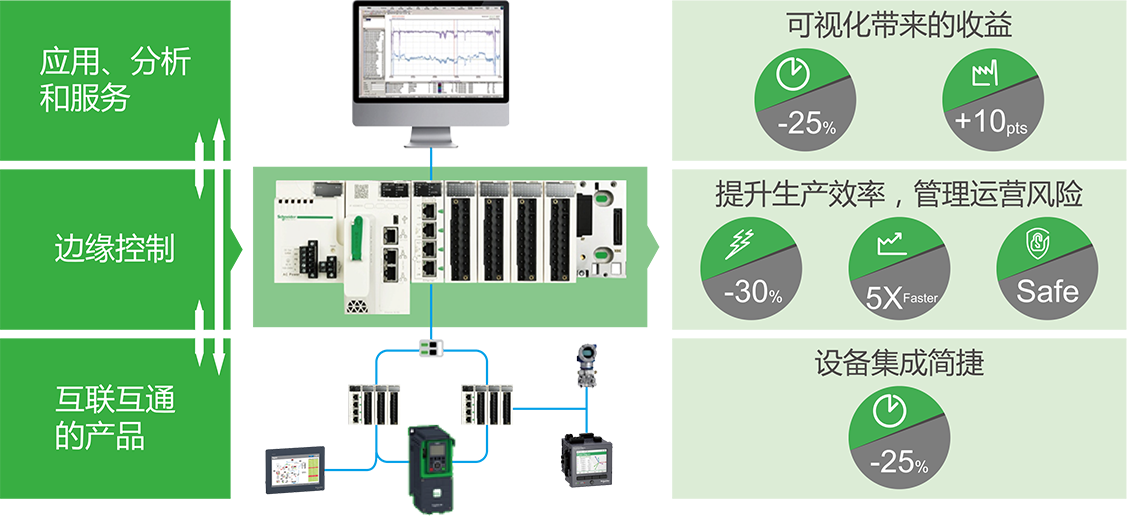 应用、分析
和服务
可视化带来的收益
-25%
+10pts
边缘控制
Schneider
提升生产效率，管理运营风险
-30%
5X Faster
Safe
互联互通
的产品
设备集成简捷
-25%